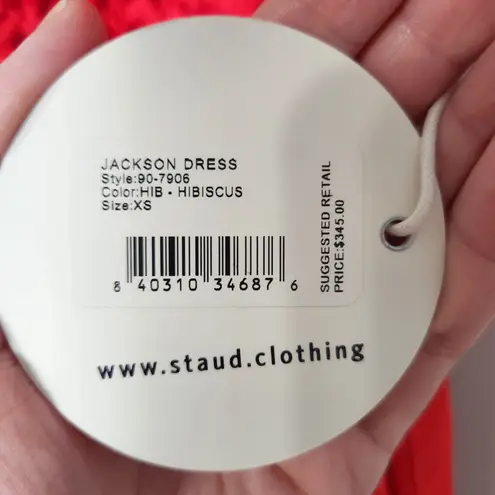 JACKSON DRESS
Style:90-7906
Color:HIB - HIBISCUS
Size:XS
8 40310 34687 6
SUGGESTED RETAIL
PRICE:$345.00
www.staud.clothing